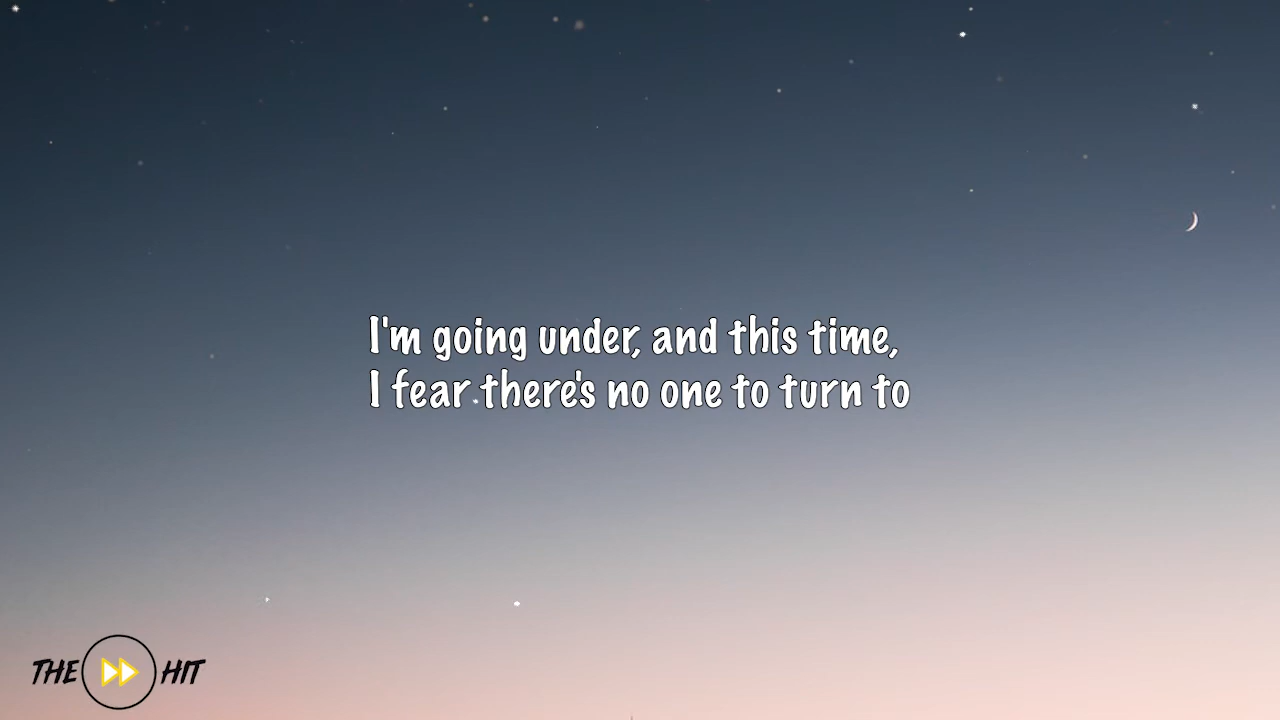 I'm going under, and this time,
I fear there's no one to turn to
THE HIT